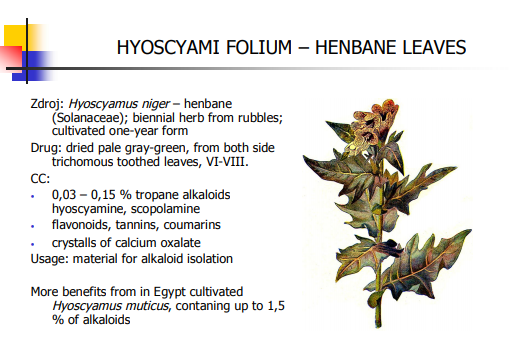 HYOSCYAMI FOLIUM – HENBANE LEAVES
Zdroj: Hyoscyamus niger – henbane
(Solanaceae); biennial herb from rubbles;
cultivated one-year form
Drug: dried pale gray-green, from both side
trichomous toothed leaves, VI-VIII.
CC:
• 0,03 – 0,15 % tropane alkaloids
hyoscyamine, scopolamine
• flavonoids, tannins, coumarins
• crystalls of calcium oxalate
Usage: material for alkaloid isolation
More benefits from in Egypt cultivated
Hyoscyamus muticus, contaning up to 1,5
% of alkaloids